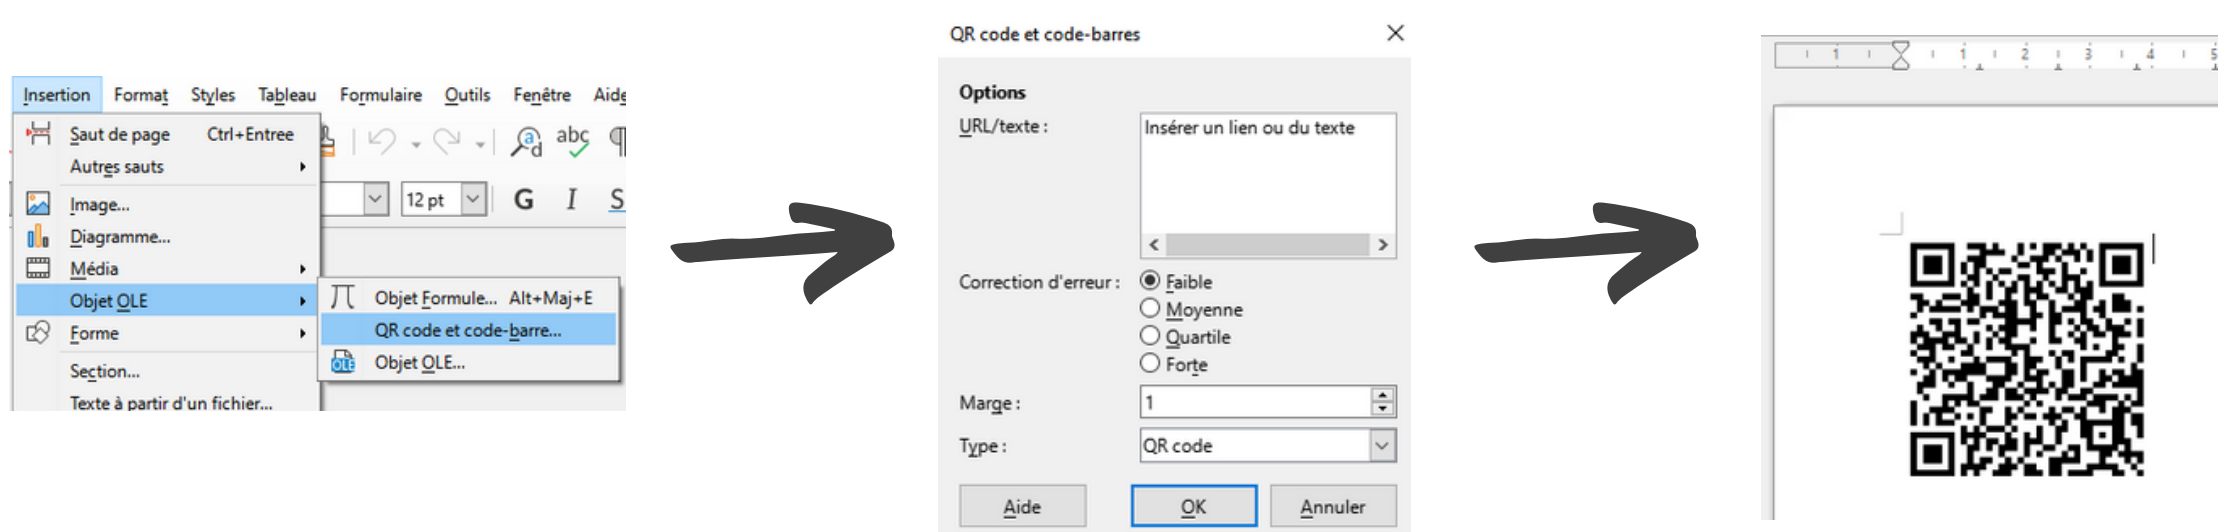 Insertion Format Styles Tableau Formulaire Outils Fenêtre
Saut de page Ctrl+Entree
Autres sauts
abc
Image...
12 pt G I S
Diagramme...
Média
Objet OLE
Objet Formule... Alt+Maj+E
Forme
QR code et code-barre...
OLE Objet OLE...
Section...
Texte à partir d'un fichier...
QR code et code-barres
Options
URL/texte :
Insérer un lien ou du texte
Correction d'erreur :
Faible
Moyenne
Quartile
Forte
Marge :
1
Type :
QR code
Aide OK Annuler
1 1 2 3 4 5